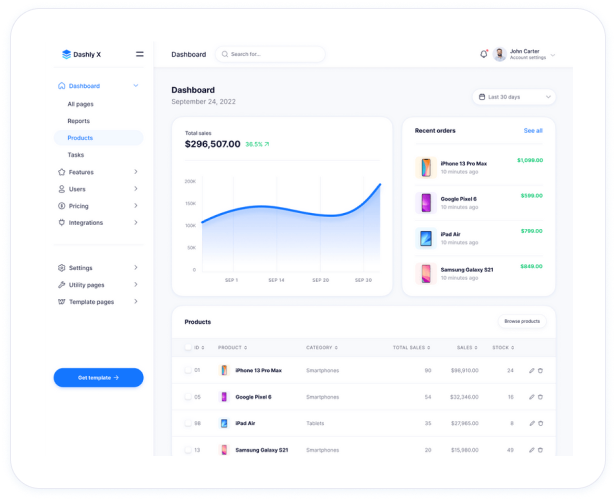 Dashly X
Dashboard
Search for...
John Carter
Account settings
Dashboard
All pages
Reports
Products
Tasks
Features
Users
Pricing
Integrations
Settings
Utility pages
Template pages
Get template →
Dashboard
September 24, 2022
Last 30 days
Total sales
$296,507.00 36.5%
200K
150K
100K
50K
0
SEP 1 SEP 14 SEP 20 SEP 28
Recent orders See all
iPhone 13 Pro Max $1,099.00
10 minutes ago
Google Pixel 6 $599.00
10 minutes ago
iPad Air $799.00
10 minutes ago
Samsung Galaxy S21 $849.00
10 minutes ago
Products Browse products
ID PRODUCT CATEGORY TOTAL SALES SALES STOCK
01 iPhone 13 Pro Max Smartphones 90 $98,910.00 24
05 Google Pixel 6 Smartphones 54 $32,346.00 16
iPad Air Tablets 35 $27,965.00 8
13 Samsung Galaxy S21 Smartphones 20 49